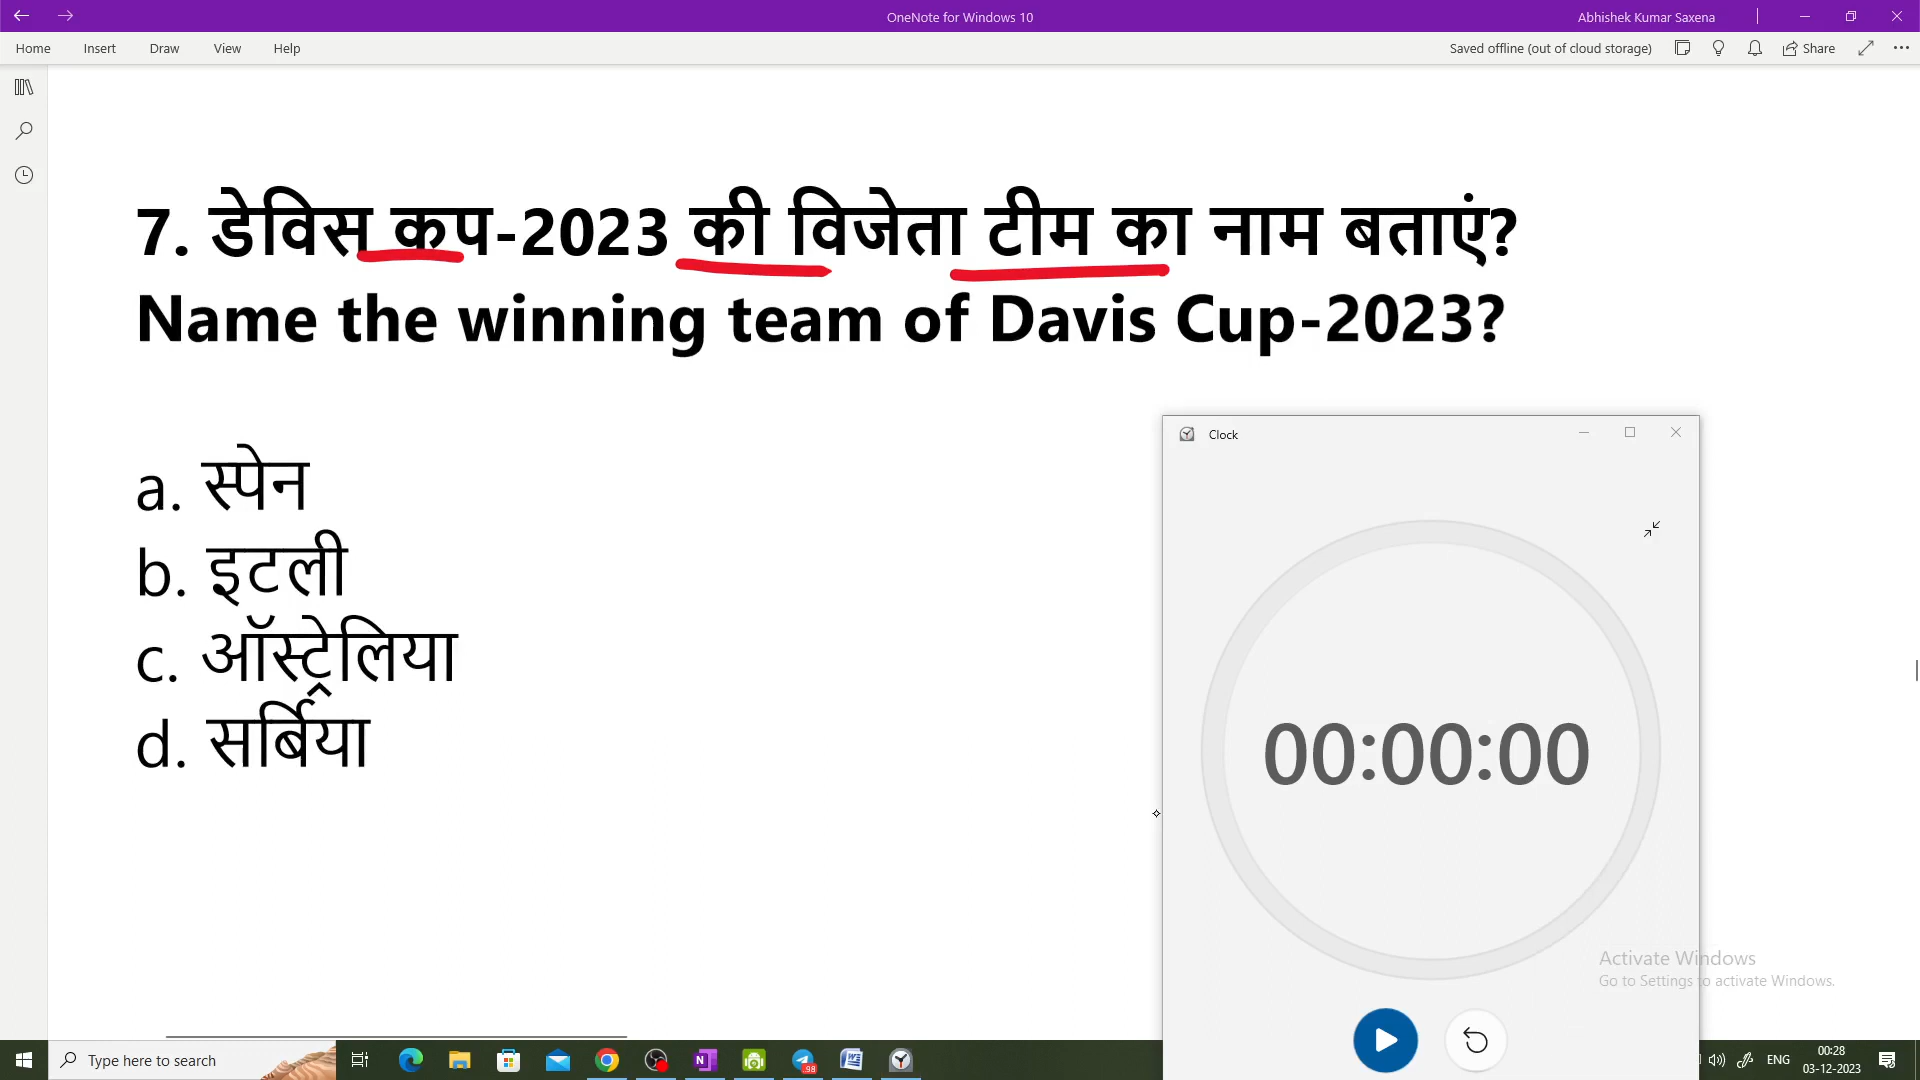 OneNote for Windows 10
Abhishek Kumar Saxena
Home Insert Draw View Help
Saved offline (out of cloud storage)
Share
7. डेविस कप-2023 की विजेता टीम का नाम बताएं?
Name the winning team of Davis Cup-2023?
a. स्पेन
b. इटली
c. ऑस्ट्रेलिया
d. सर्बिया
Clock
00:00:00
Activate Windows
Go to Settings to activate Windows.
Type here to search
98
ENG
00:28
03-12-2023